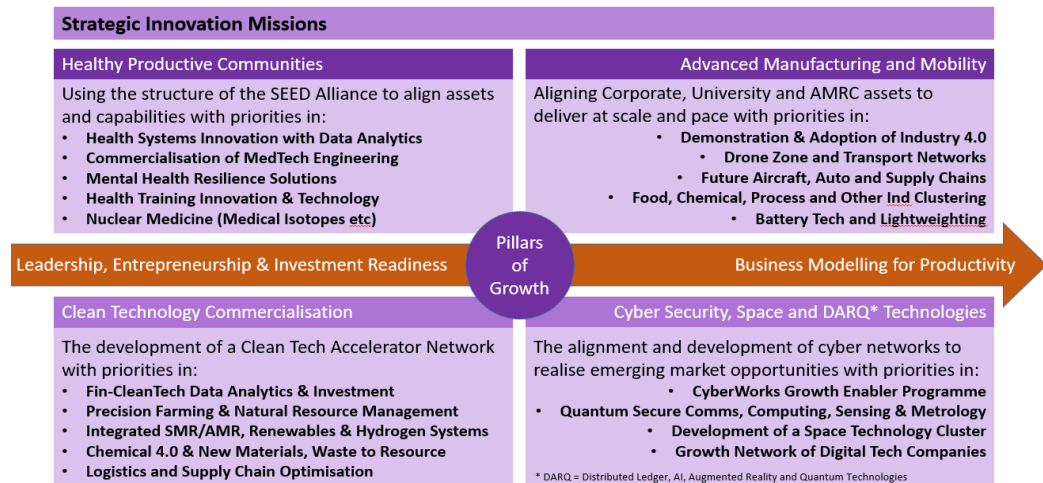 Strategic Innovation Missions
Healthy Productive Communities
Using the structure of the SEED Alliance to align assets
and capabilities with priorities in:
• Health Systems Innovation with Data Analytics
• Commercialisation of MedTech Engineering
• Mental Health Resilience Solutions
• Health Training Innovation & Technology
• Nuclear Medicine (Medical Isotopes etc)
Advanced Manufacturing and Mobility
Aligning Corporate, University and AMRC assets to
deliver at scale and pace with priorities in:
• Demonstration & Adoption of Industry 4.0
• Drone Zone and Transport Networks
• Future Aircraft, Auto and Supply Chains
• Food, Chemical, Process and Other Ind Clustering
• Battery Tech and Lightweighting
Leadership, Entrepreneurship & Investment Readiness
Pillars
of
Growth
Business Modelling for Productivity
Clean Technology Commercialisation
The development of a Clean Tech Accelerator Network
with priorities in:
• Fin-CleanTech Data Analytics & Investment
• Precision Farming & Natural Resource Management
• Integrated SMR/AMR, Renewables & Hydrogen Systems
• Chemical 4.0 & New Materials, Waste to Resource
• Logistics and Supply Chain Optimisation
Cyber Security, Space and DARQ* Technologies
The alignment and development of cyber networks to
realise emerging market opportunities with priorities in:
• CyberWorks Growth Enabler Programme
• Quantum Secure Comms, Computing, Sensing & Metrology
• Development of a Space Technology Cluster
• Growth Network of Digital Tech Companies
* DARQ = Distributed Ledger, AI, Augmented Reality and Quantum Technologies